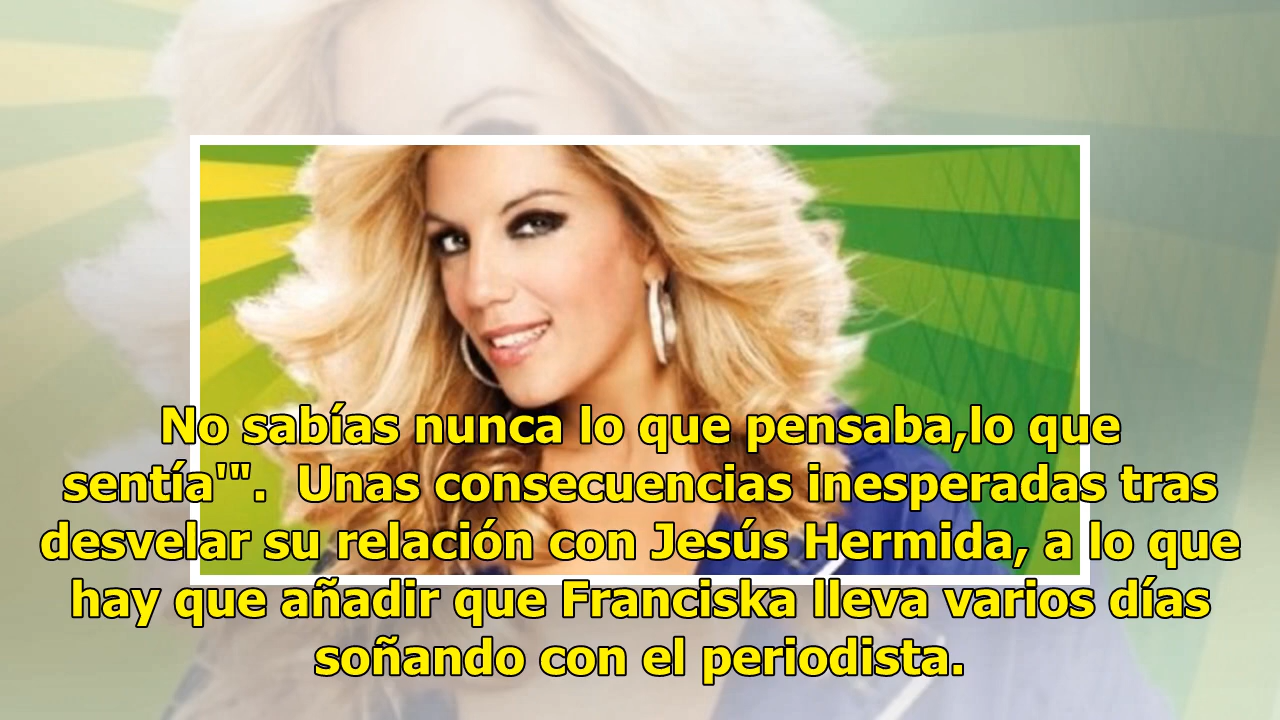 No sabías nunca lo que pensaba,lo que
sentía'".  Unas consecuencias inesperadas tras
desvelar su relación con Jesús Hermida, a lo que
hay que añadir que Franciska lleva varios días
soñando con el periodista.